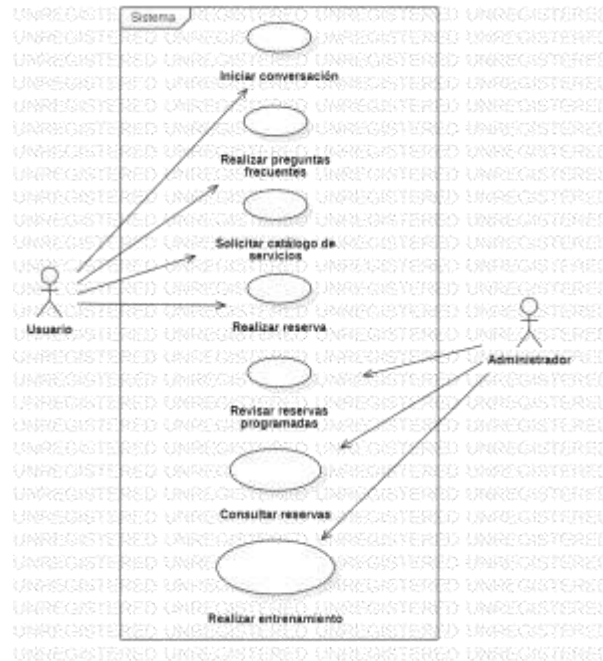 Sistema
Iniciar conversación
Realizar preguntas
frecuentes
Solicitar catálogo de
servicios
Usuario
Realizar reserva
Administrador
Revisar reservas
programadas
Consultar reservas
Realizar entrenamiento
UNREGISTERED